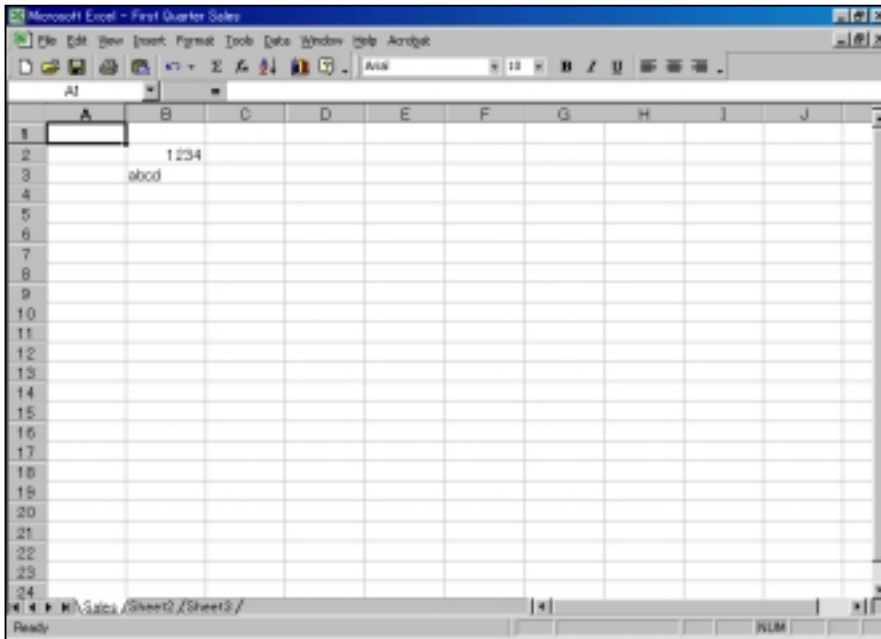 Microsoft Excel - First Quarter Sales
File Edit View Insert Format Tools Data Window Help Acrobat
Arial 10 B I U
A1 =
A B C D E F G H I J
1
2 1234
3 abcd
4
5
6
7
8
9
10
11
12
13
14
15
16
17
18
19
20
21
22
23
24
Sales Sheet2 Sheet3
Ready NUM